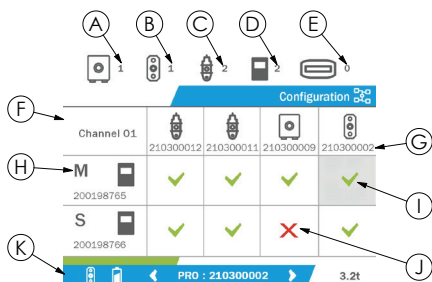 A B C D E
1 1 2 2 0
Configuration
F
Channel 01
210300012 210300011 210300009 210300002
G
H M
200198765
I
S
200198766
J
K
PRO : 210300002 3.2t